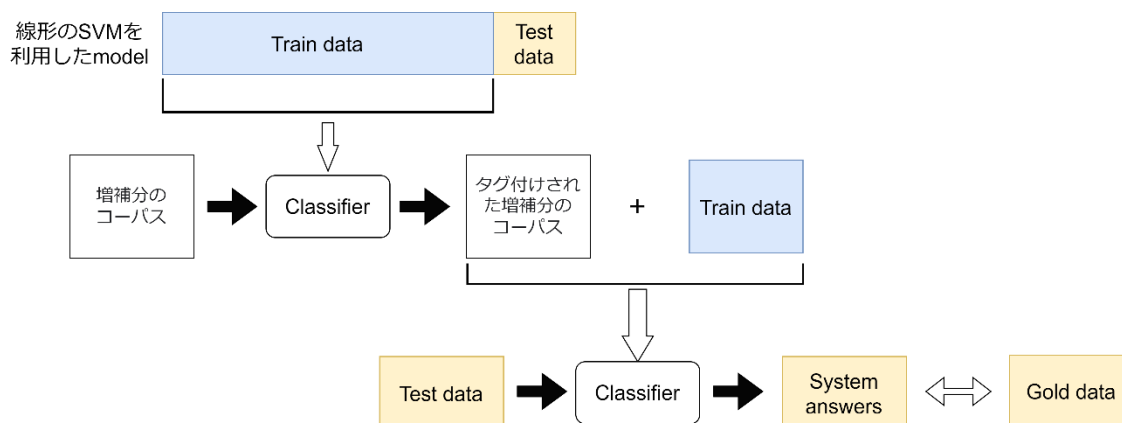 線形のSVMを
利用したmodel
Train data
Test
data
増補分の
コーパス
Classifier
タグ付けされ
た増補分の
コーパス
+
Train data
Test data
Classifier
System
answers
Gold data